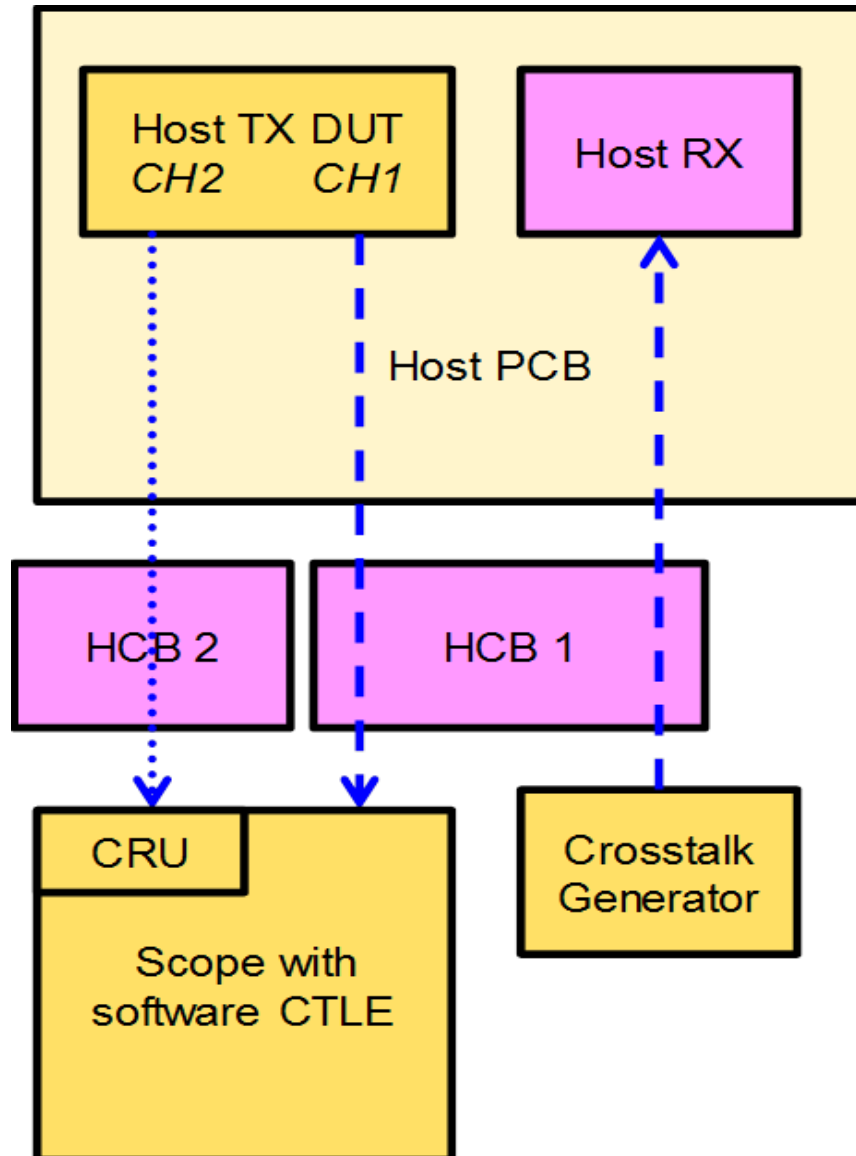 Host TX DUT
CH2 CH1
Host RX
Host PCB
HCB 2
HCB 1
CRU
Scope with
software CTLE
Crosstalk
Generator